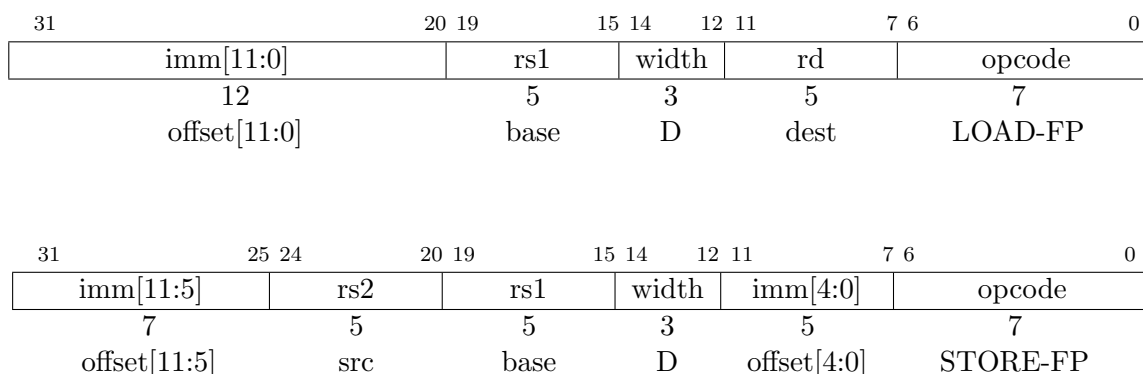 31 20 19 15 14 12 11 7 6 0
imm[11:0] rs1 width rd opcode
12 5 3 5 7
offset[11:0] base D dest LOAD-FP
31 25 24 20 19 15 14 12 11 7 6 0
imm[11:5] rs2 rs1 width imm[4:0] opcode
7 5 5 3 5 7
offset[11:5] src base D offset[4:0] STORE-FP